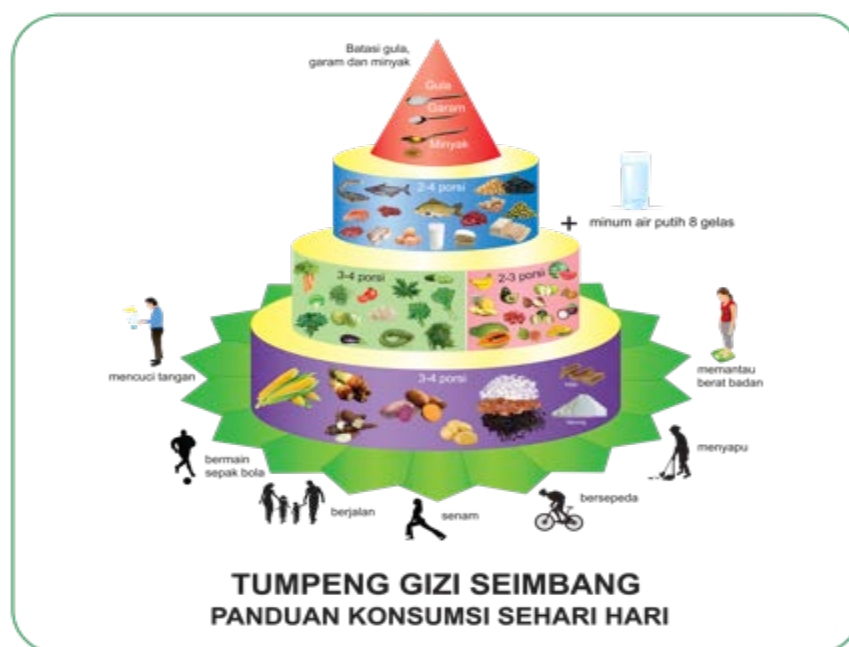 Batasi gula,
garam dan minyak
Gula
Garam
Minyak
2-4 porsi
+
minum air putih 8 gelas
3-4 porsi
2-3 porsi
3-4 porsi
mencuci tangan
memantau
berat badan
bermain
sepak bola
menyapu
berjalan
senam
bersepeda
TUMPENG GIZI SEIMBANG
PANDUAN KONSUMSI SEHARI HARI